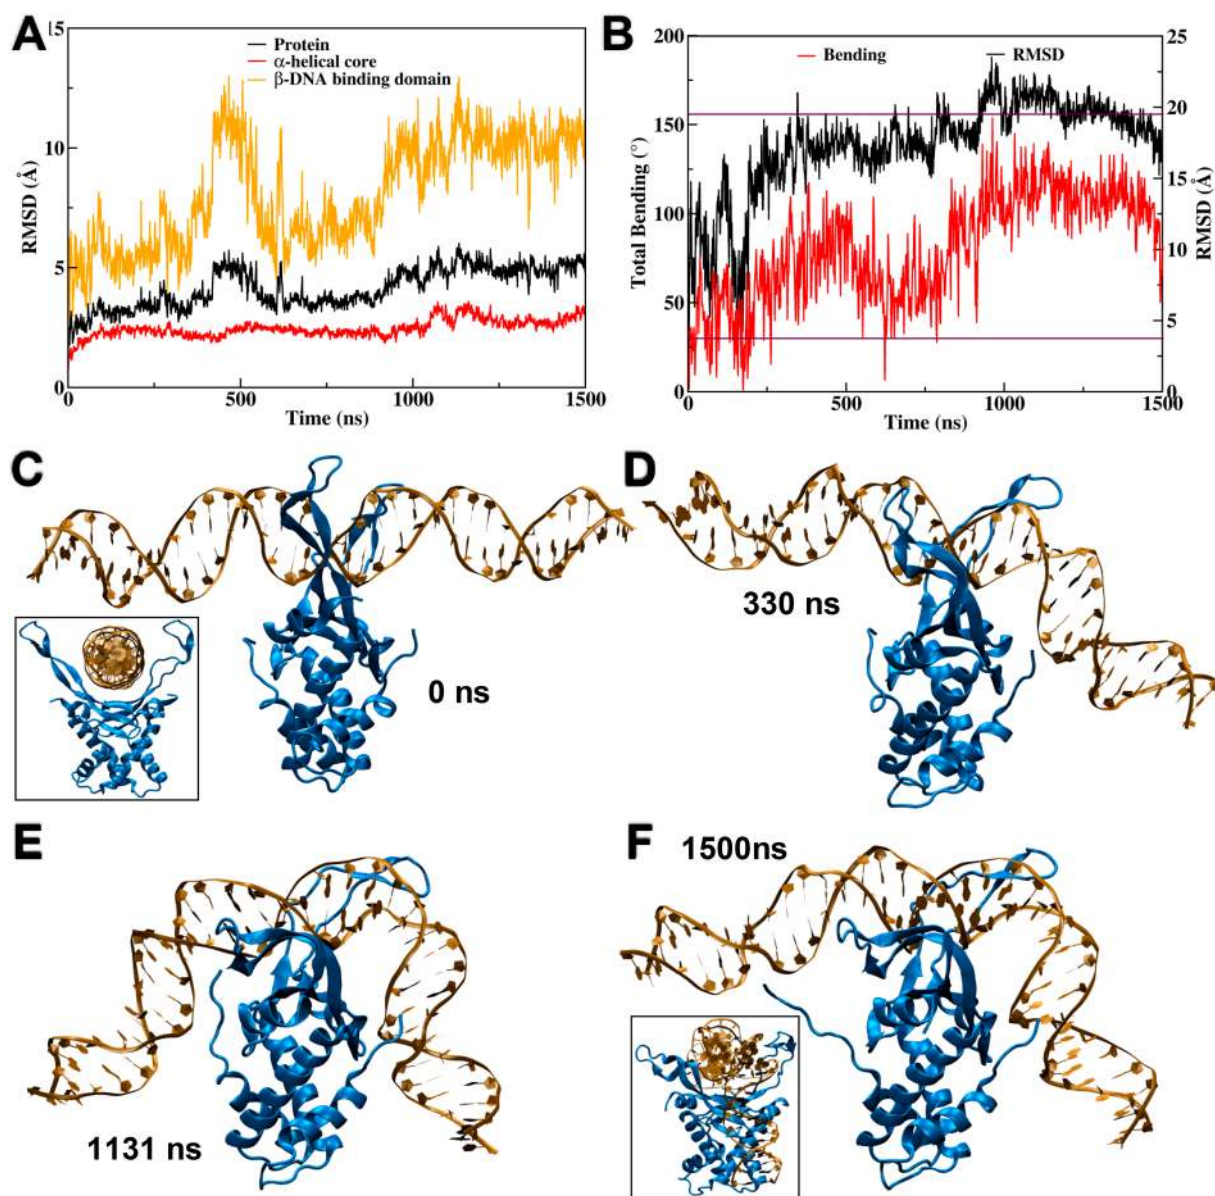 A
15
10
5
0
RMSD (Å)
Protein
α-helical core
β-DNA binding domain
0
500
1000
1500
Time (ns)
B
200
150
100
50
0
Total Bending (°)
Bending
RMSD
25
20
15
10
5
0
RMSD (Å)
0
500
1000
1500
Time (ns)
C
0 ns
D
330 ns
E
1131 ns
F
1500ns